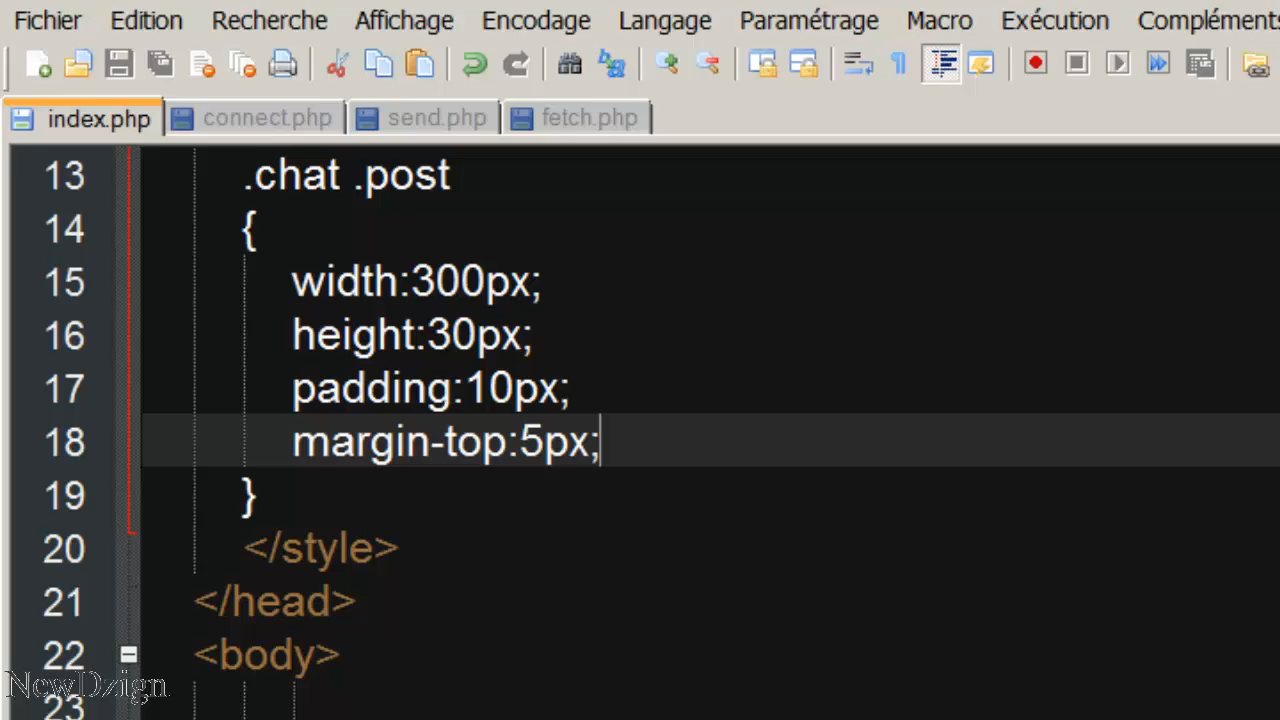 Fichier Edition Recherche Affichage Encodage Langage Paramétrage Macro Exécution Compléments
index.php connect.php send.php fetch.php
13 .chat .post
14 {
15 width:300px;
16 height:30px;
17 padding:10px;
18 margin-top:5px;
19 }
20 </style>
21 </head>
22 <body>
NewDzign
23